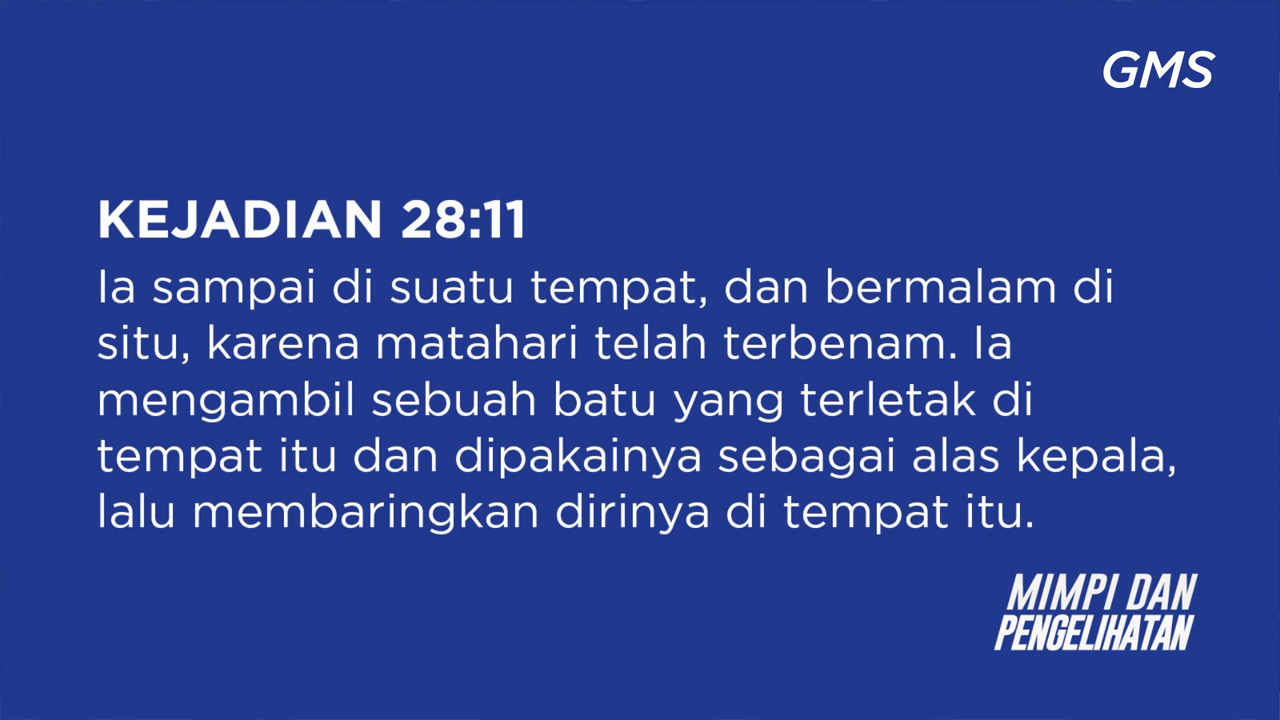 GMS
KEJADIAN 28:11
Ia sampai di suatu tempat, dan bermalam di
situ, karena matahari telah terbenam. Ia
mengambil sebuah batu yang terletak di
tempat itu dan dipakainya sebagai alas kepala,
lalu membaringkan dirinya di tempat itu.
MIMPI DAN
PENGELIHATAN